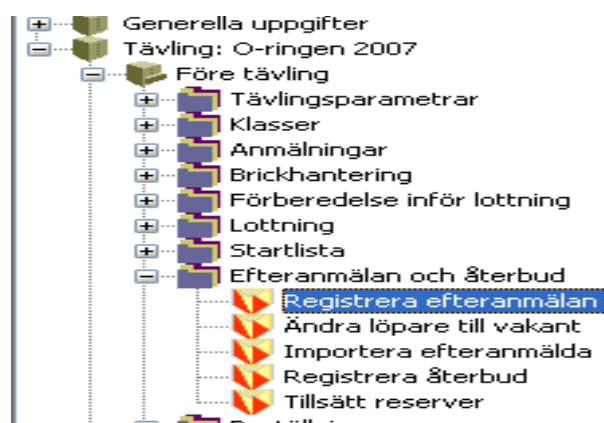 Generella uppgifter
Tävling: O-ringen 2007
Före tävling
Tävlingsparametrar
Klasser
Anmälningar
Brickhantering
Förberedelse inför lottning
Lottning
Startlista
Efteranmälan och återbud
Registrera efteranmälan
Ändra löpare till vakant
Importera efteranmälda
Registrera återbud
Tillsätt reserver